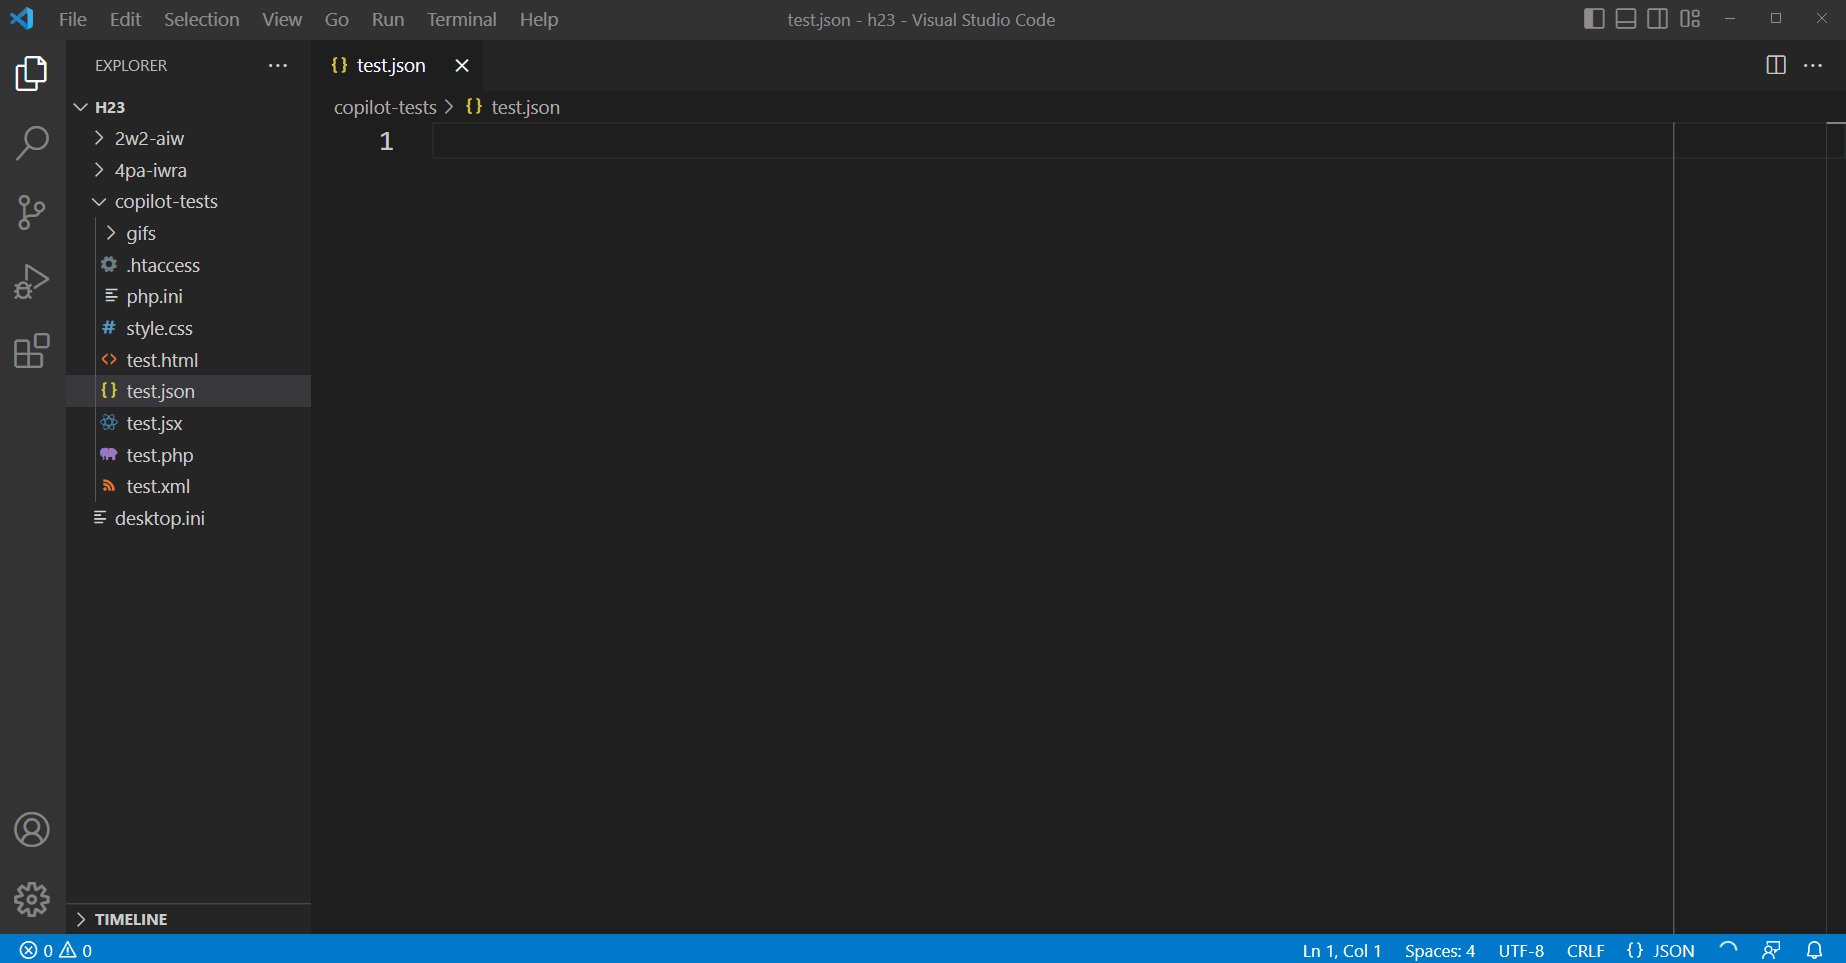 File Edit Selection View Go Run Terminal Help test.json - h23 - Visual Studio Code
EXPLORER
H23
2w2-aiw
4pa-iwra
copilot-tests
gifs
.htaccess
php.ini
style.css
test.html
test.json
test.jsx
test.php
test.xml
desktop.ini
TIMELINE
test.json
copilot-tests > {} test.json
1
0 0 Ln 1, Col 1 Spaces: 4 UTF-8 CRLF {} JSON